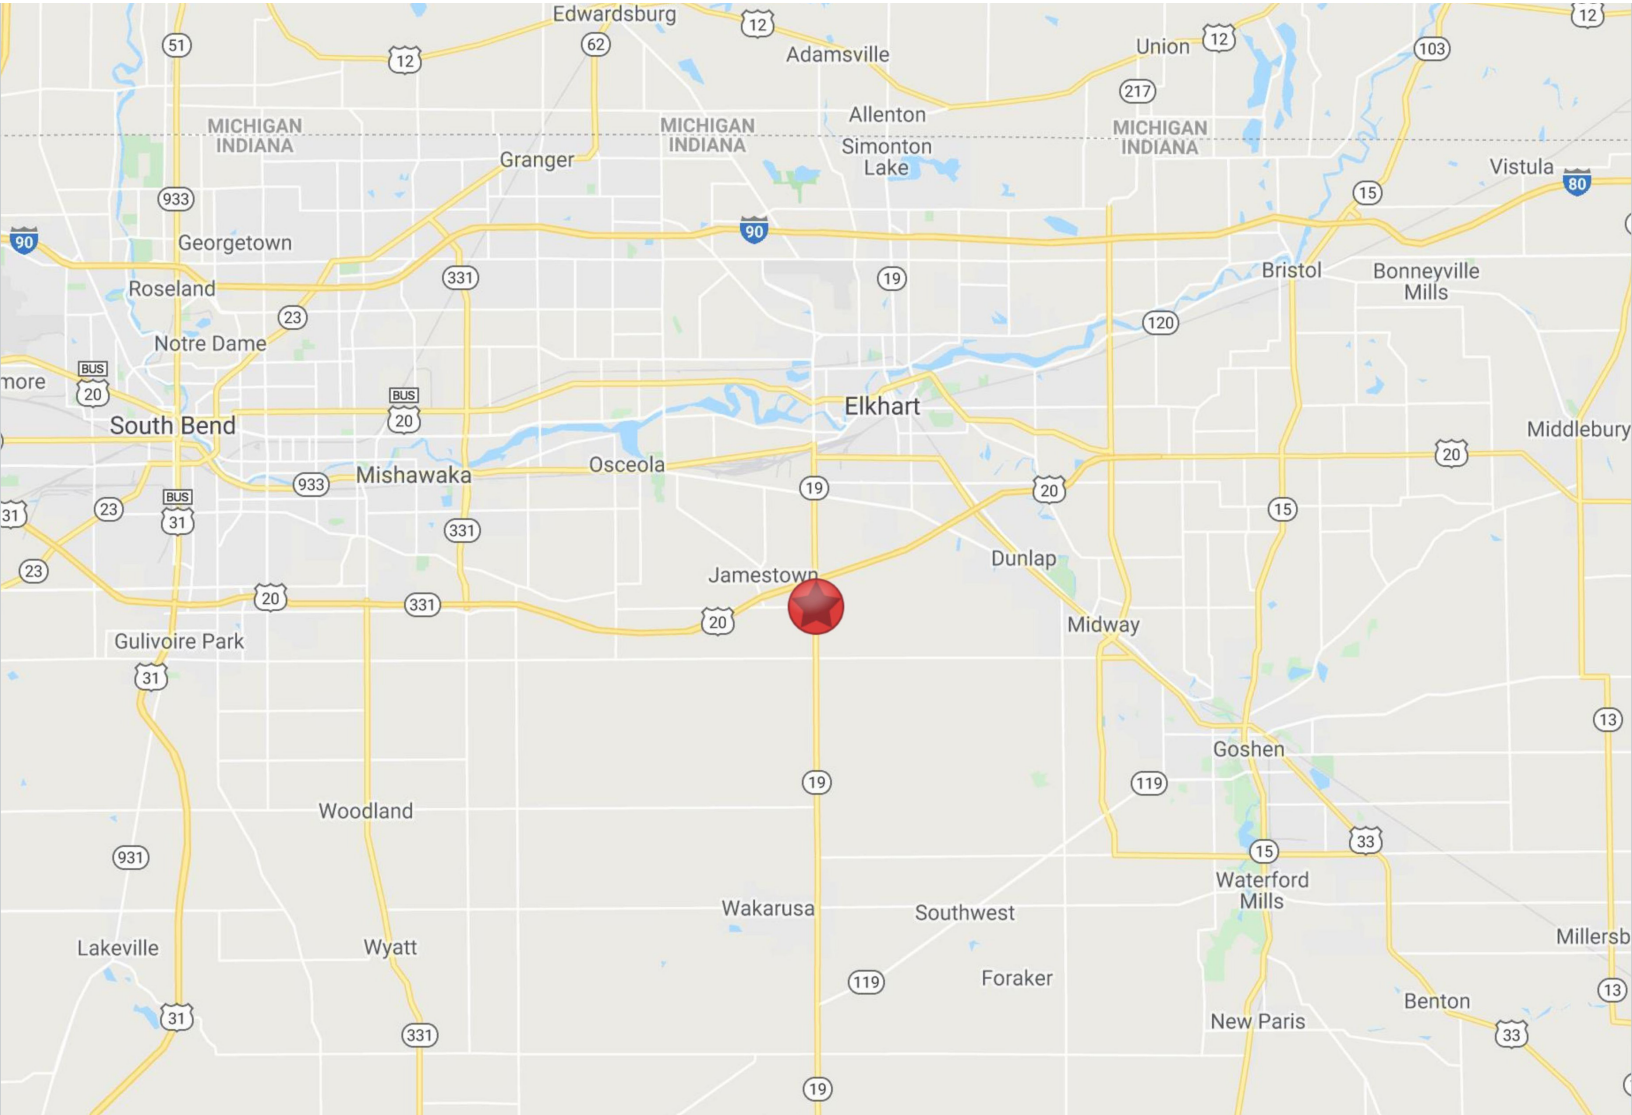 Edwardsburg
12
12
51
62
12
Adamsville
Union
12
103
12
217
Allenton
MICHIGAN
INDIANA
MICHIGAN
INDIANA
MICHIGAN
INDIANA
Simonton
Lake
Granger
Vistula
80
933
15
90
Georgetown
90
331
19
Bristol
Bonneyville
Mills
Roseland
23
120
Notre Dame
BUS
20
more
BUS
20
Elkhart
South Bend
Middlebury
20
Osceola
Mishawaka
933
19
20
BUS
31
23
31
15
331
23
Dunlap
Jamestown
20
331
20
Midway
Gulivoire Park
31
13
Goshen
19
119
Woodland
33
931
15
Waterford
Mills
Wakarusa
Southwest
Lakeville
Wyatt
Millersb
119
Foraker
13
Benton
31
New Paris
331
33
19